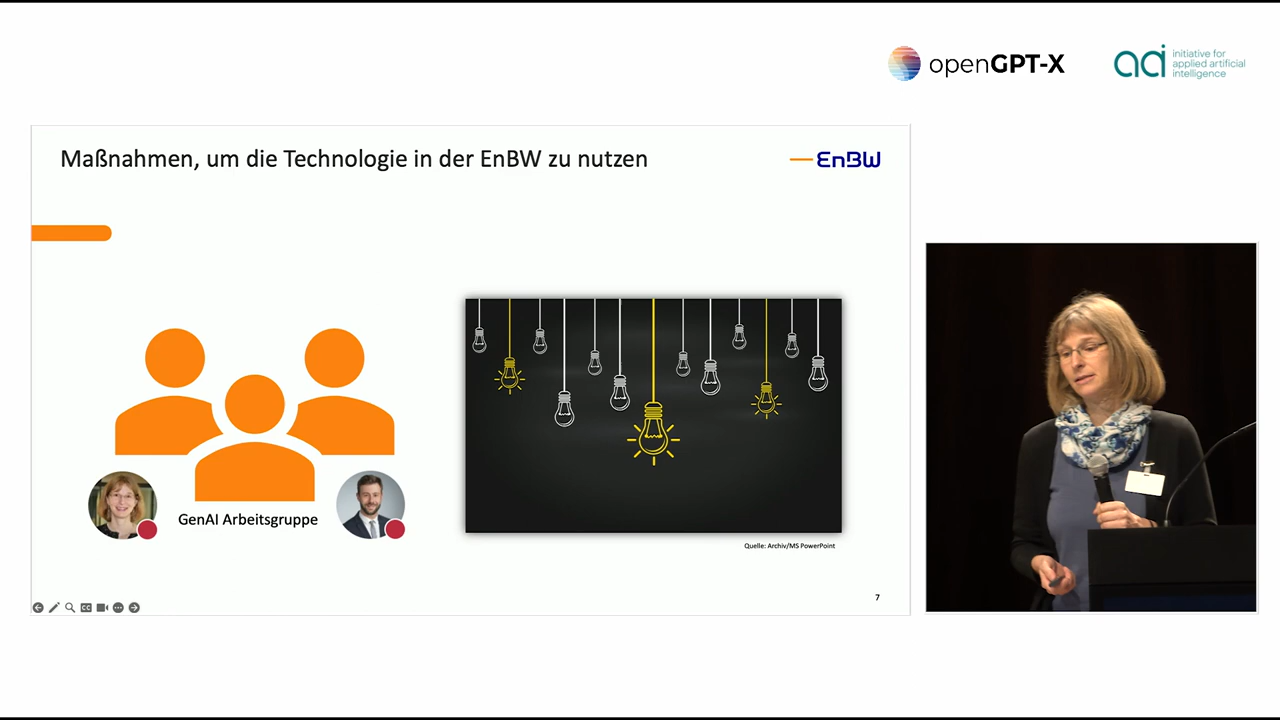 openGPT-X
initiative for
applied artificial
intelligence
Maßnahmen, um die Technologie in der EnBW zu nutzen
EnBW
GenAI Arbeitsgruppe
Quelle: Archiv/MS PowerPoint
7
CC